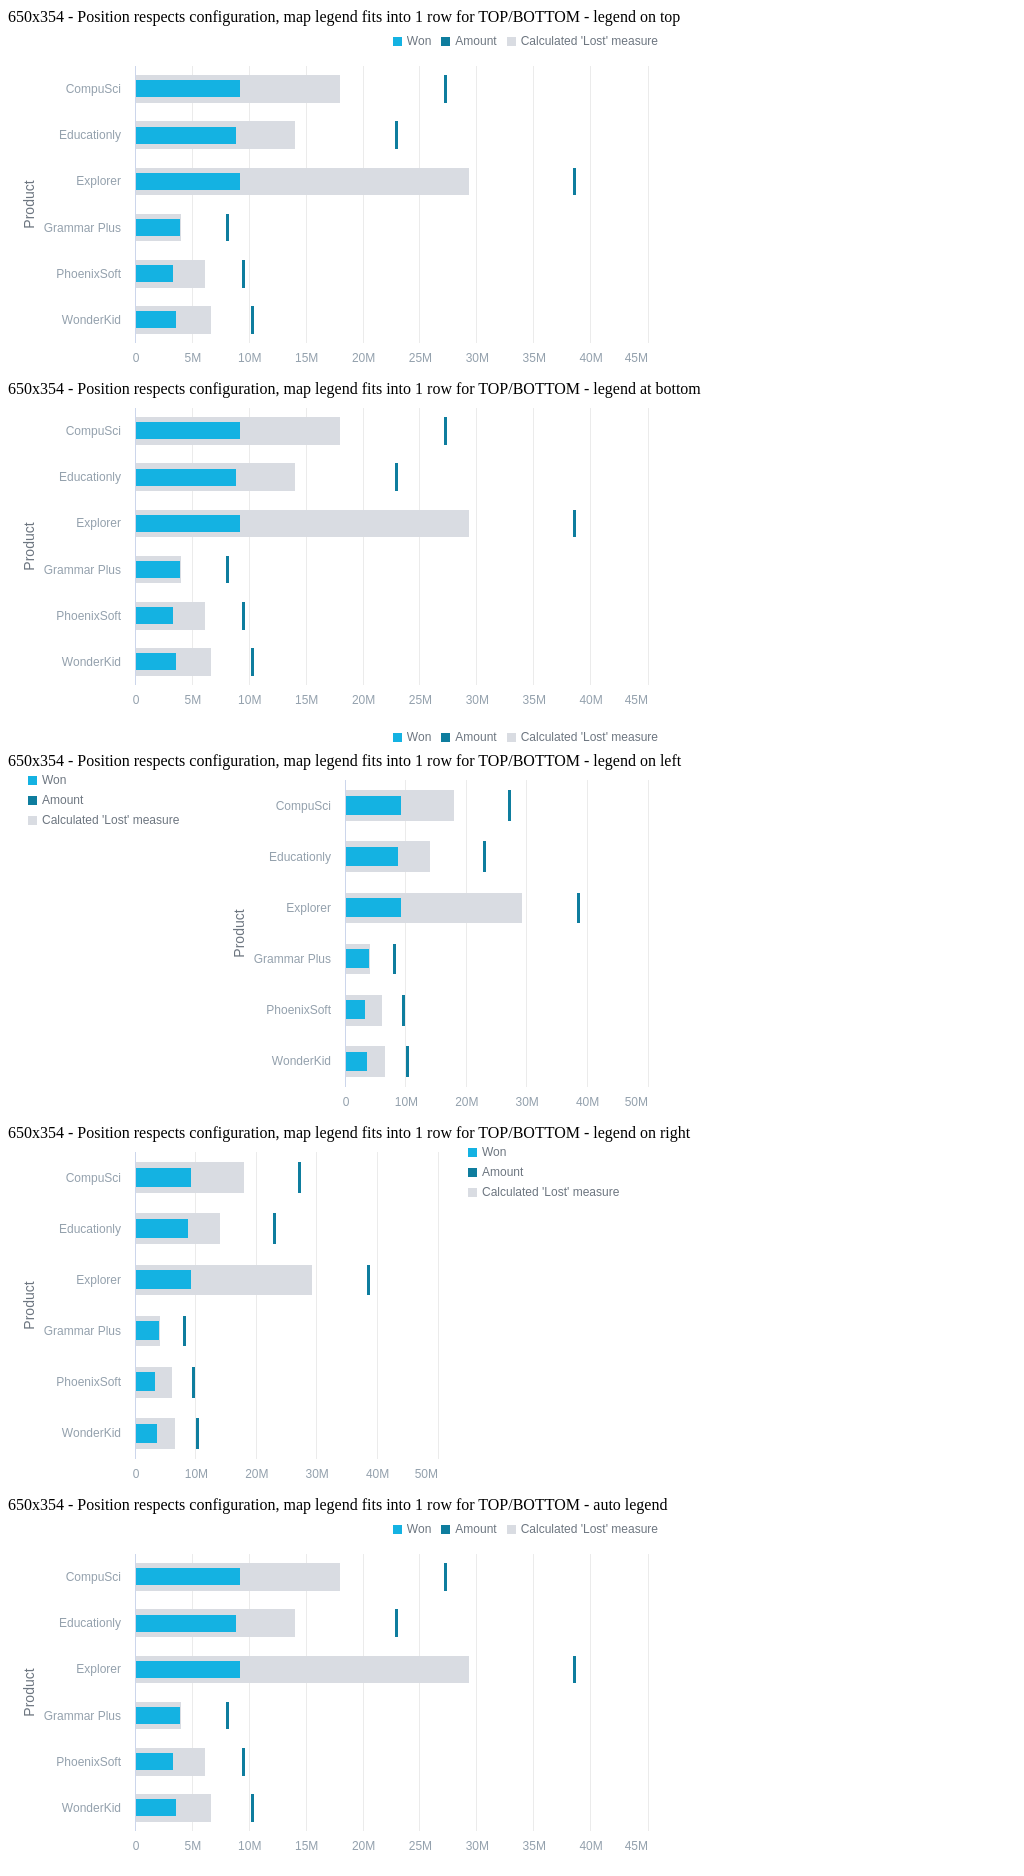 650x354 - Position respects configuration, map legend fits into 1 row for TOP/BOTTOM - legend on top
Won Amount Calculated 'Lost' measure
CompuSci
Educationly
Explorer
Product
Grammar Plus
PhoenixSoft
WonderKid
0 5M 10M 15M 20M 25M 30M 35M 40M 45M
650x354 - Position respects configuration, map legend fits into 1 row for TOP/BOTTOM - legend at bottom
CompuSci
Educationly
Explorer
Product
Grammar Plus
PhoenixSoft
WonderKid
0 5M 10M 15M 20M 25M 30M 35M 40M 45M
Won Amount Calculated 'Lost' measure
650x354 - Position respects configuration, map legend fits into 1 row for TOP/BOTTOM - legend on left
Won
Amount
Calculated 'Lost' measure
CompuSci
Educationly
Explorer
Product
Grammar Plus
PhoenixSoft
WonderKid
0 10M 20M 30M 40M 50M
650x354 - Position respects configuration, map legend fits into 1 row for TOP/BOTTOM - legend on right
Won
Amount
Calculated 'Lost' measure
CompuSci
Educationly
Explorer
Product
Grammar Plus
PhoenixSoft
WonderKid
0 10M 20M 30M 40M 50M
650x354 - Position respects configuration, map legend fits into 1 row for TOP/BOTTOM - auto legend
Won Amount Calculated 'Lost' measure
CompuSci
Educationly
Explorer
Product
Grammar Plus
PhoenixSoft
WonderKid
0 5M 10M 15M 20M 25M 30M 35M 40M 45M